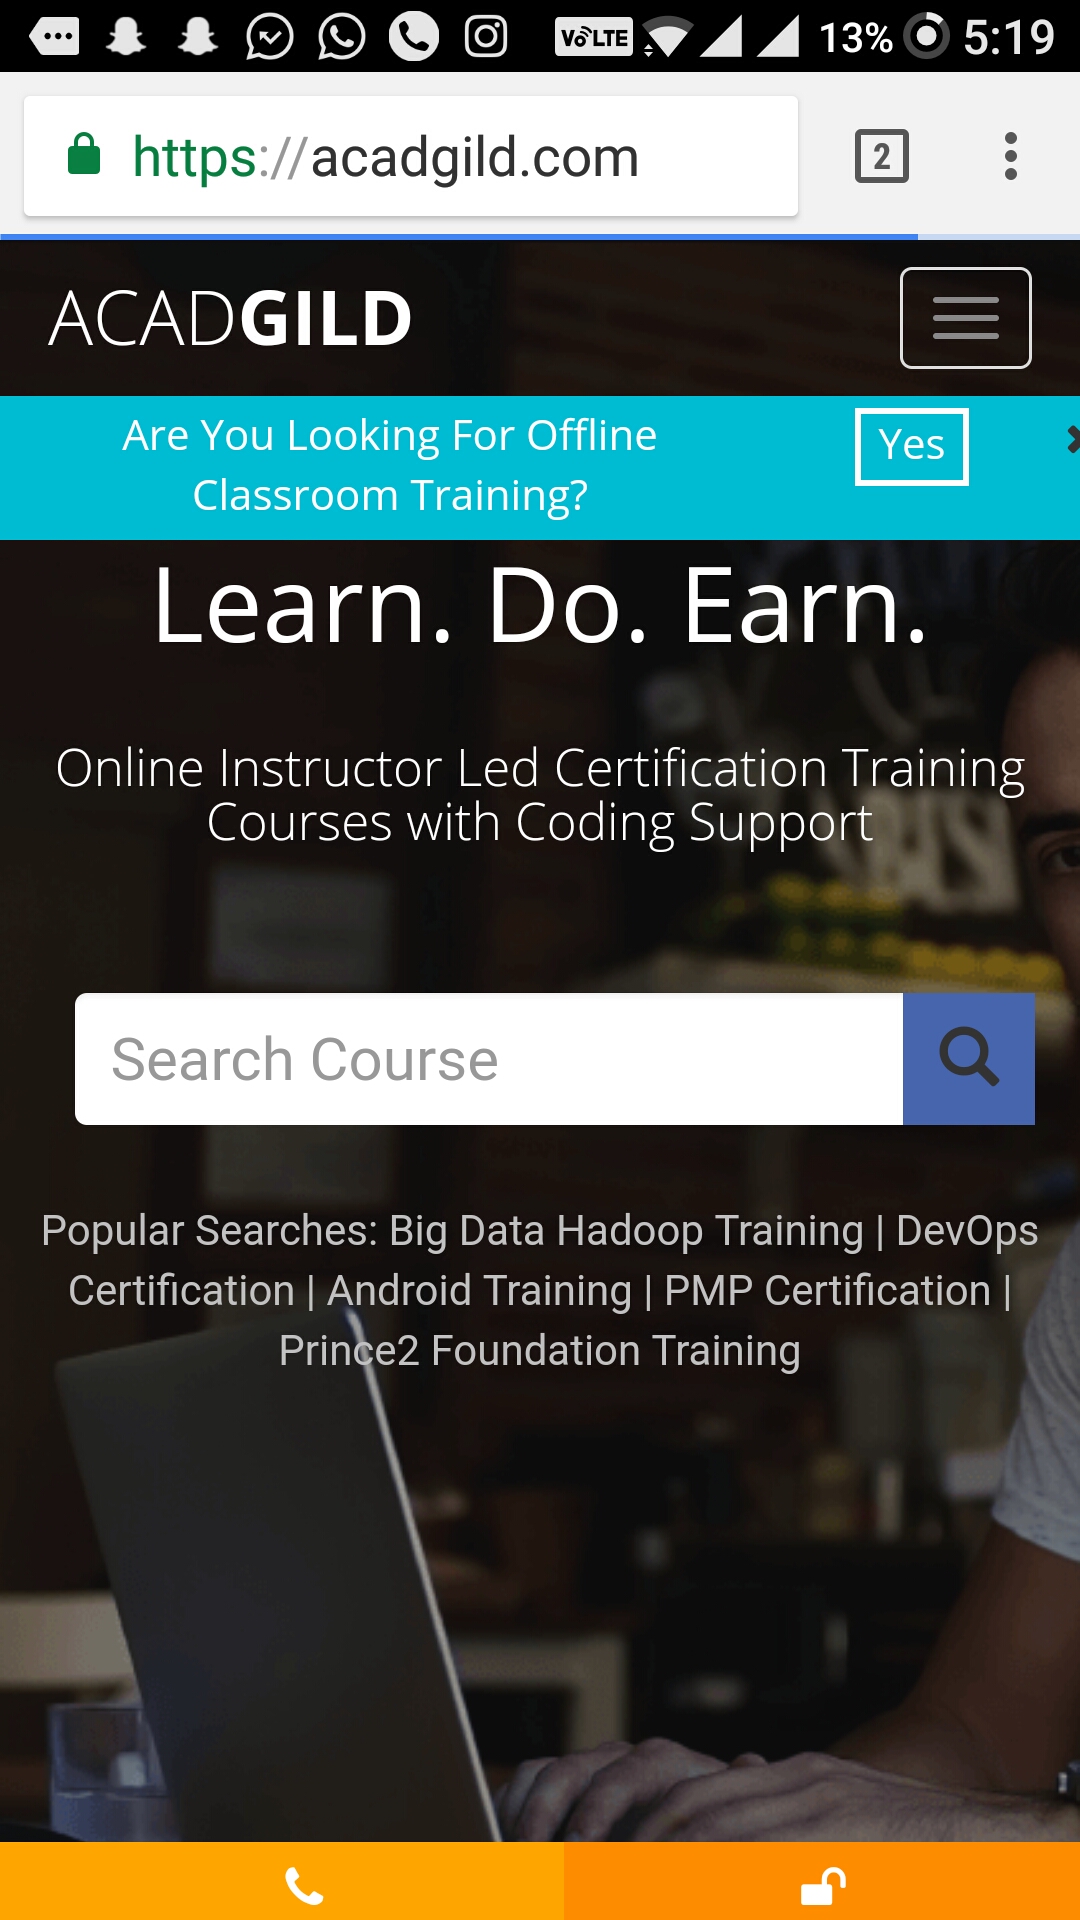 VoLTE 13% 5:19
https://acadgild.com 2
ACADGILD
Are You Looking For Offline
Classroom Training?
Yes
Learn. Do. Earn.
Online Instructor Led Certification Training
Courses with Coding Support
Search Course
Popular Searches: Big Data Hadoop Training | DevOps
Certification | Android Training | PMP Certification |
Prince2 Foundation Training